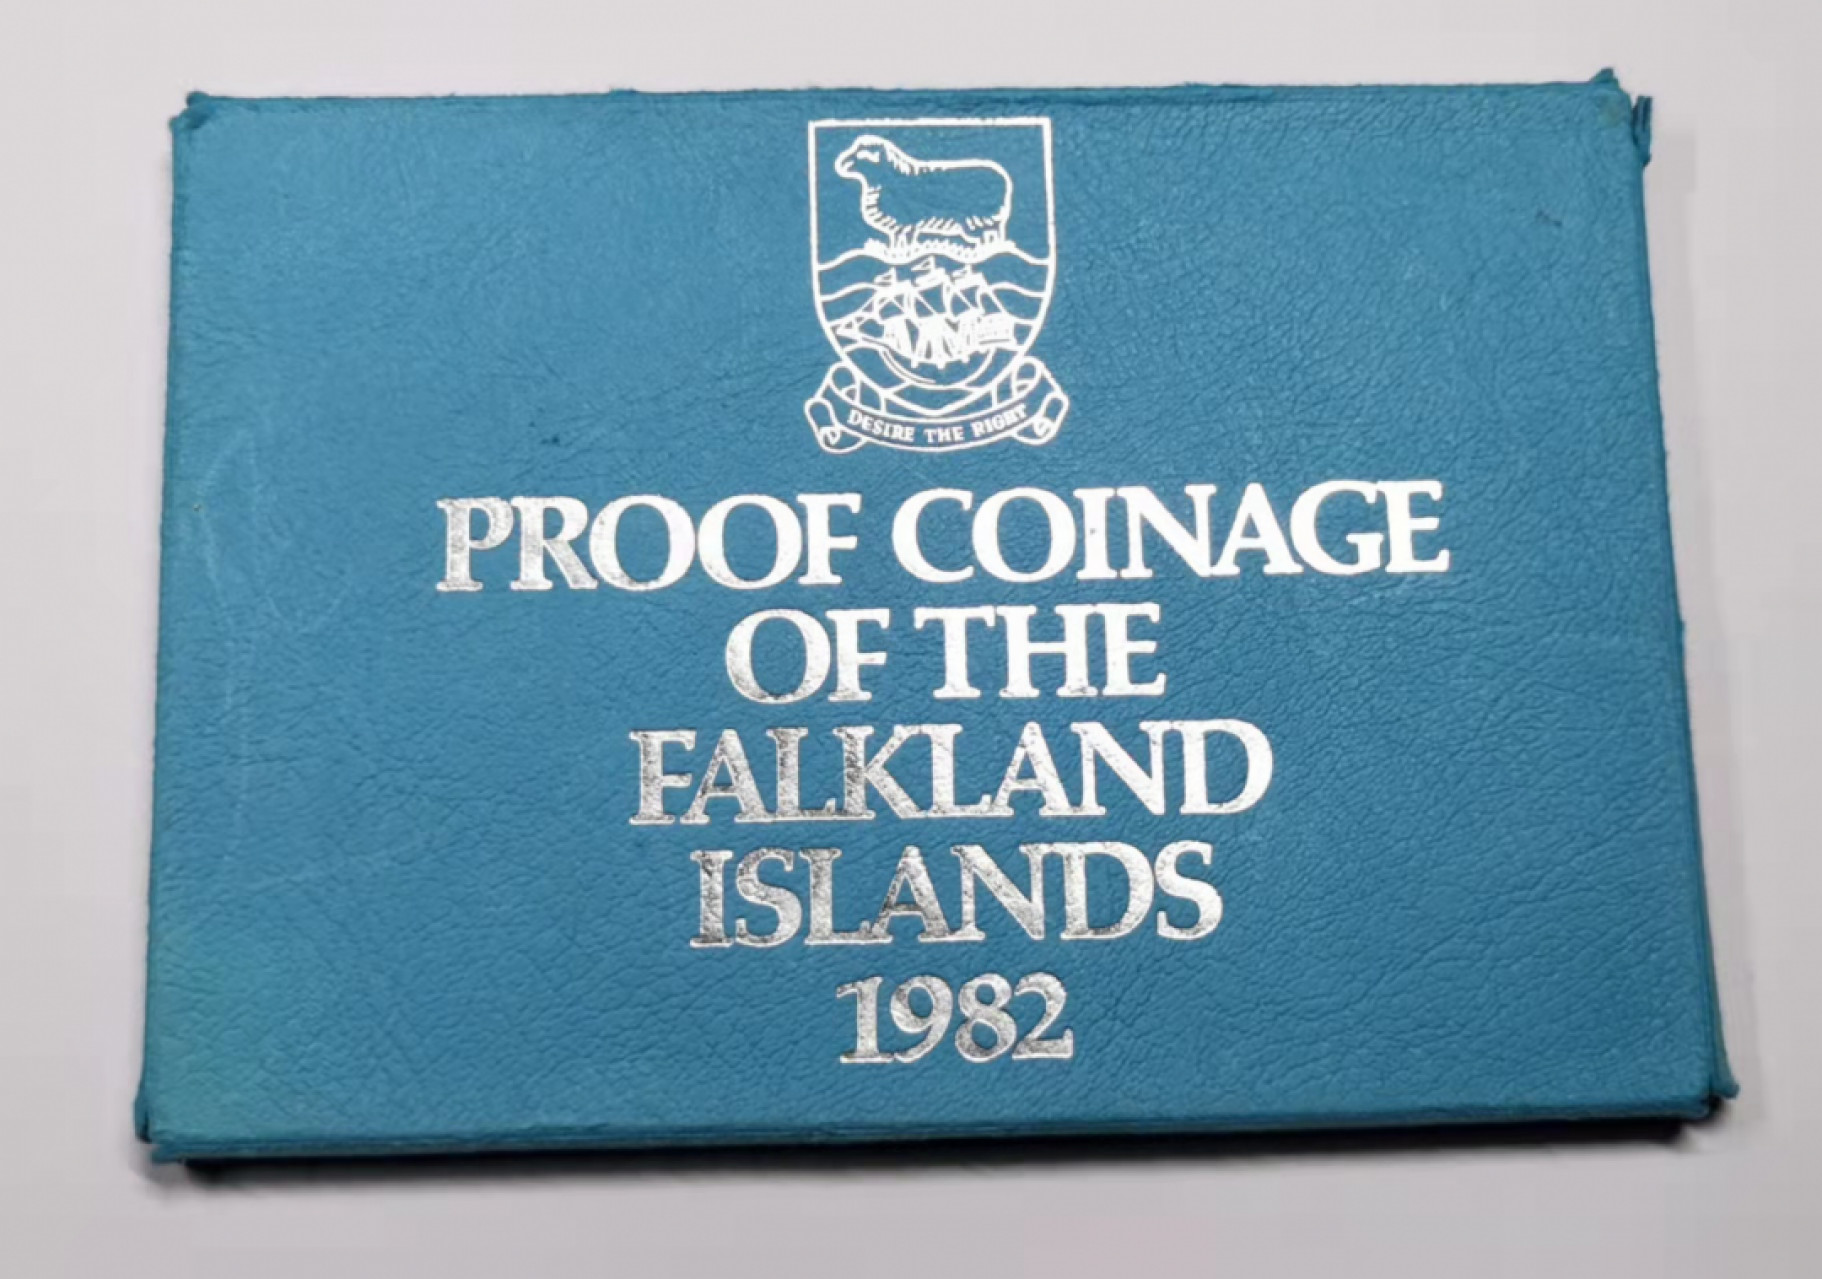 DESIRE THE RIGHT
PROOF COINAGE
OF THE
FALKLAND
ISLANDS
1982